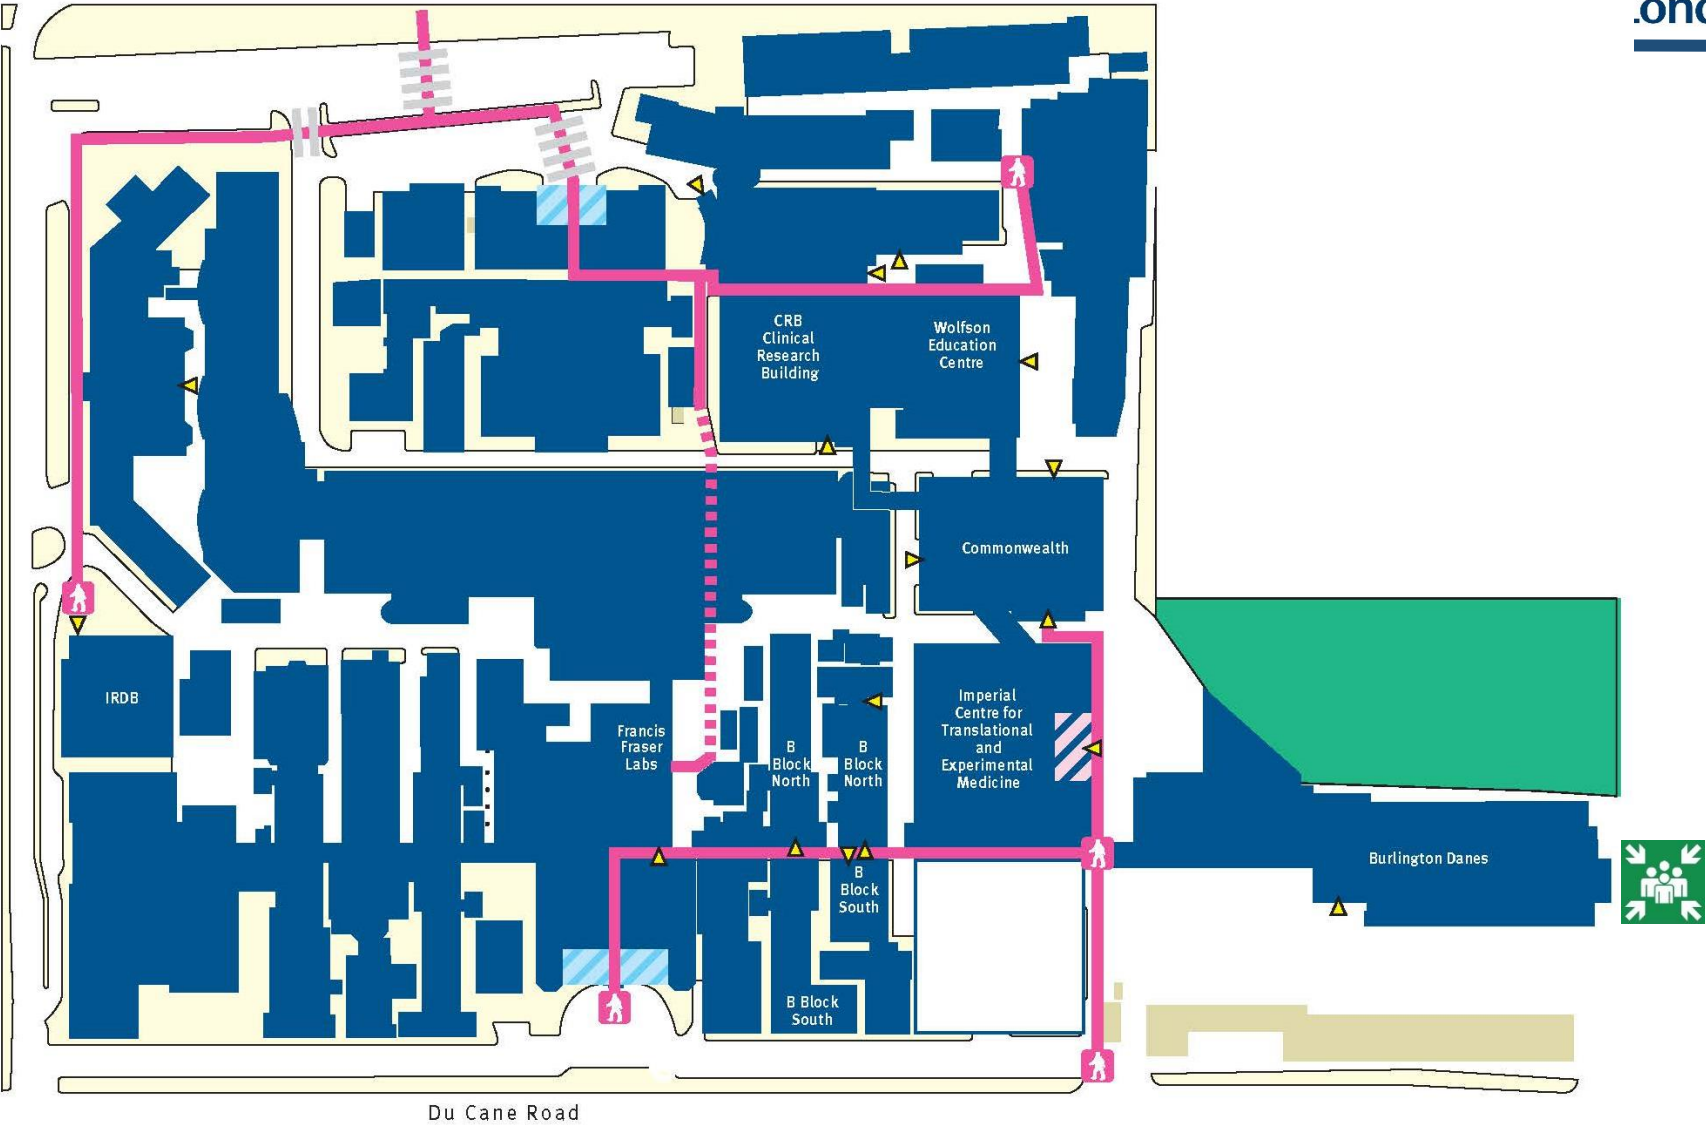 CRB
Clinical
Research
Building
Wolfson
Education
Centre
Commonwealth
IRDB
Francis
Fraser
Labs
B
Block
North
B
Block
North
Imperial
Centre for
Translational
and
Experimental
Medicine
B
Block
South
B Block
South
Burlington Danes
Du Cane Road